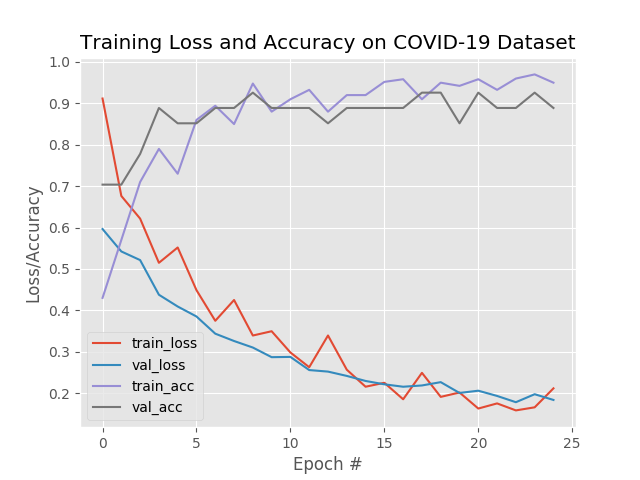 Training Loss and Accuracy on COVID-19 Dataset
1.0
0.9
0.8
0.7
0.6
0.5
0.4
0.3
0.2
Loss/Accuracy
train_loss
val_loss
train_acc
val_acc
0 5 10 15 20 25
Epoch #